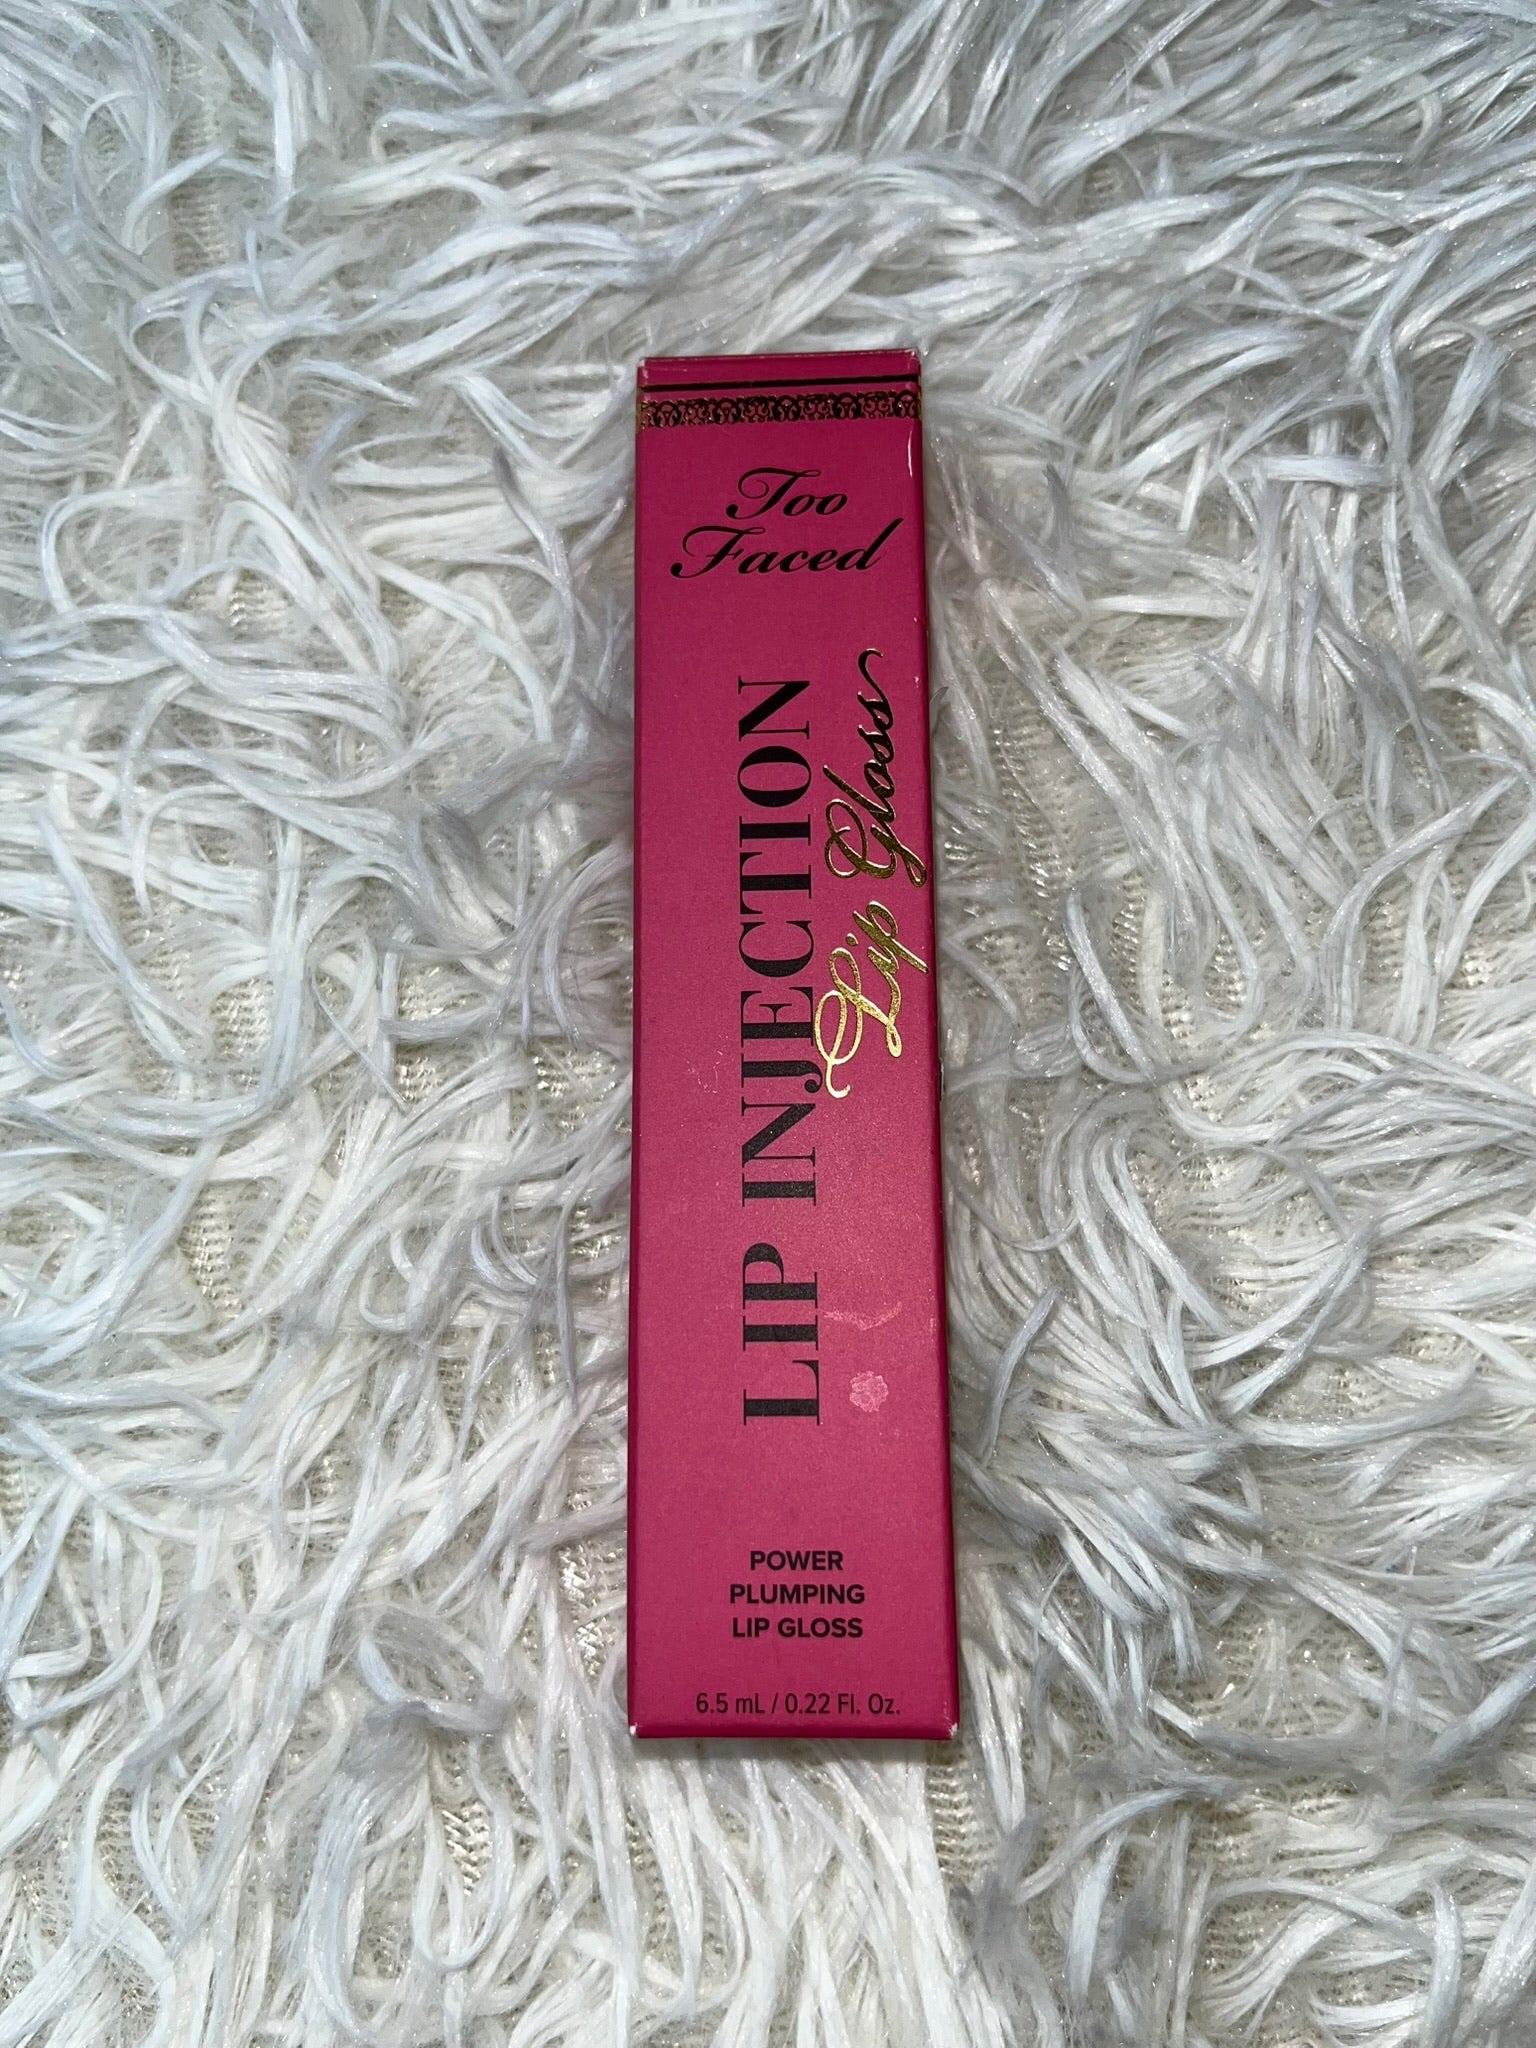 Too
Faced
LIP INJECTION
Lip Gloss
POWER
PLUMPING
LIP GLOSS
6.5 mL / 0.22 Fl. Oz.